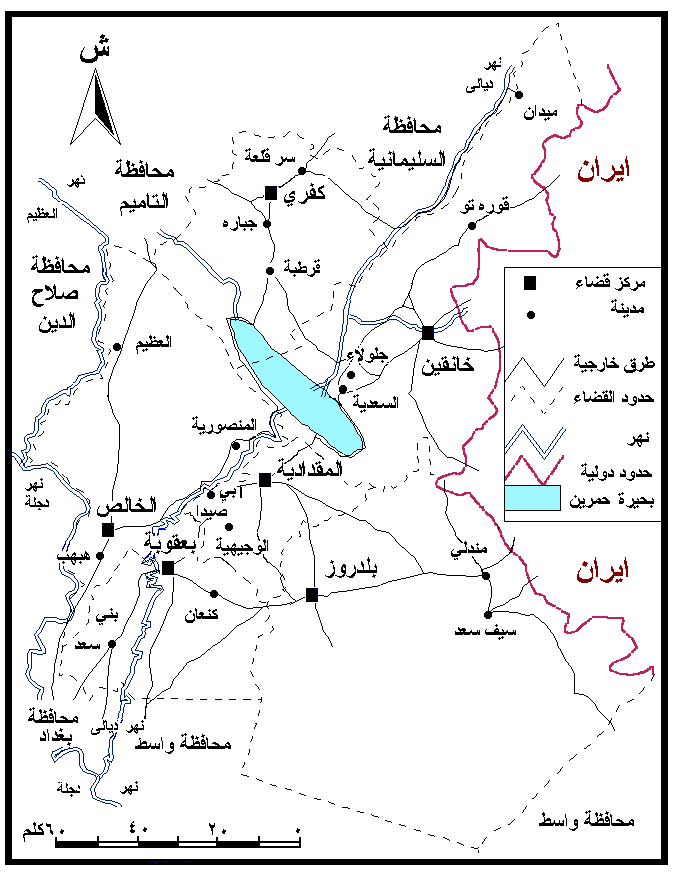 ش
نهر
ديالى
ميدان
محافظة
السليمانية
ايران
محافظة
التاميم
سر قلعة
كفري
جباره
قرطبة
قوره تو
نهر
العظيم
محافظة
صلاح
الدين
العظيم
مركز قضاء
مدينة
طرق خارجية
حدود القضاء
نهر
حدود دولية
بحيرة حمرين
جلولاء
خانقين
السعدية
المنصورية
المقدادية
أبي
صيدا
الوجيهية
نهر
دجلة
الخالص
هبهب
بعقوبة
بلدروز
مندلي
ايران
كنعان
سيف سعد
بني
سعد
محافظة
بغداد
ديالى
نهر
محافظة واسط
دجلة
نهر
محافظة واسط
٦٠كلم
٤٠
٢٠
٠